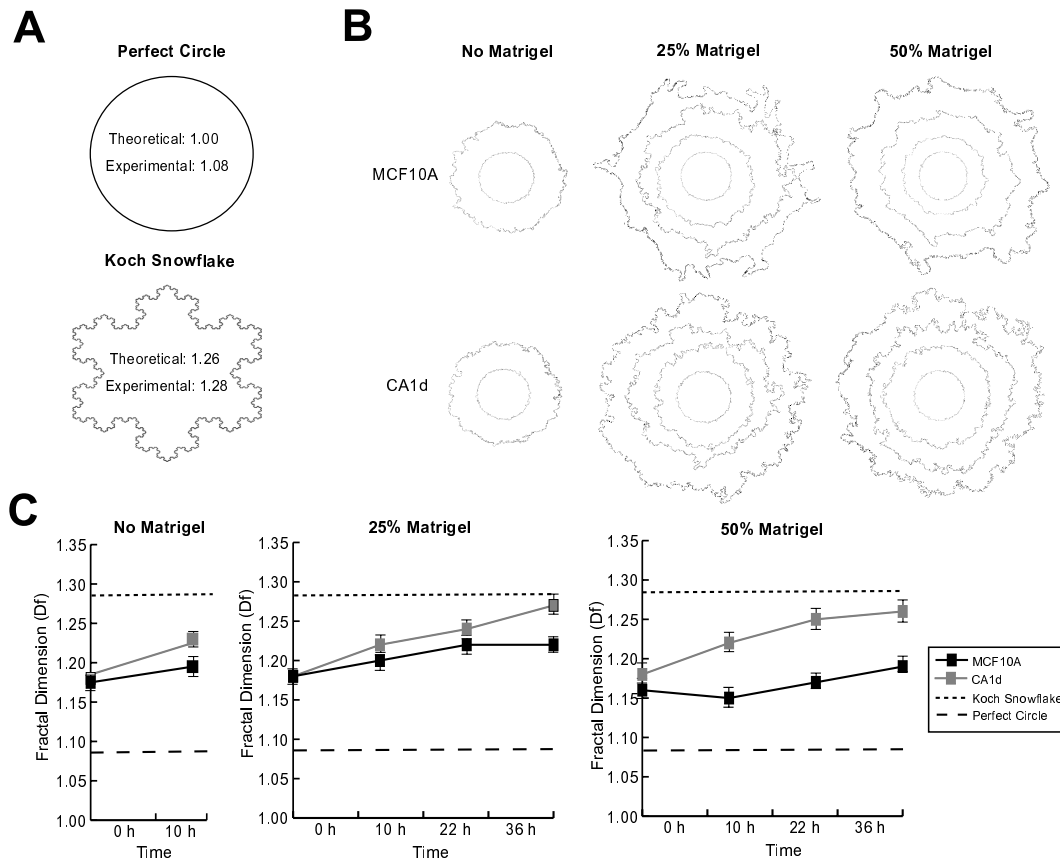 A
Perfect Circle
Theoretical: 1.00
Experimental: 1.08
Koch Snowflake
Theoretical: 1.26
Experimental: 1.28
B
No Matrigel
25% Matrigel
50% Matrigel
MCF10A
CA1d
C
No Matrigel
Fractal Dimension (Df)
1.35
1.30
1.25
1.20
1.15
1.10
1.05
1.00
0 h
10 h
Time
25% Matrigel
Fractal Dimension (Df)
1.35
1.30
1.25
1.20
1.15
1.10
1.05
1.00
0 h
10 h
22 h
36 h
Time
50% Matrigel
Fractal Dimension (Df)
1.35
1.30
1.25
1.20
1.15
1.10
1.05
1.00
0 h
10 h
22 h
36 h
Time
MCF10A
CA1d
Koch Snowflake
Perfect Circle